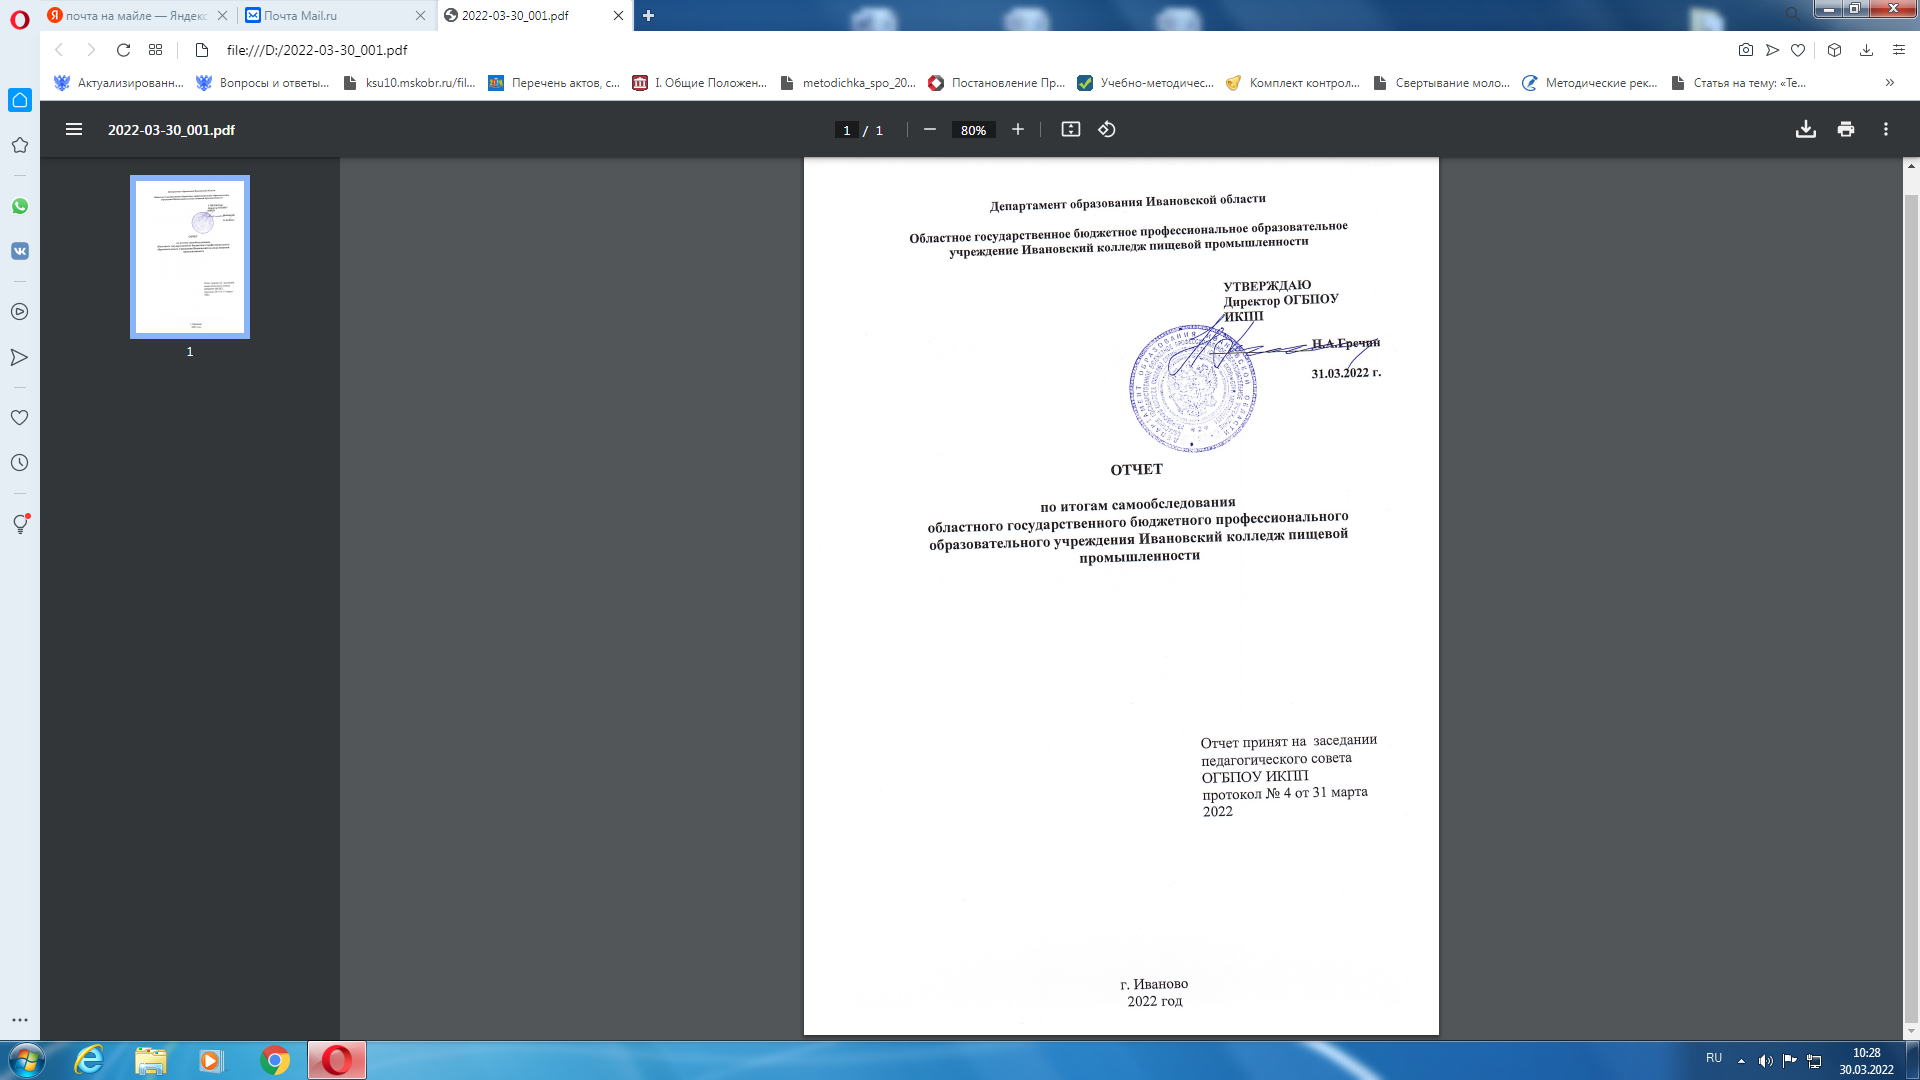 почта на майле — Яндекс
Почта Mail.ru
2022-03-30_001.pdf
file:///D:/2022-03-30_001.pdf
Актуализированн...
Вопросы и ответы...
ksu10.mskobr.ru/fil...
Перечень актов, с...
I. Общие Положен...
metodichka_spo_20...
Постановление Пр...
Учебно-методичес...
Комплект контрол...
Свертывание моло...
Методические рек...
Статья на тему: «Те...
»
2022-03-30_001.pdf
1 / 1
80%
1
Департамент образования Ивановской области
Областное государственное бюджетное профессиональное образовательное
учреждение Ивановский колледж пищевой промышленности
УТВЕРЖДАЮ
Директор ОГБПОУ
ИКПП
Н.А.Гречин
31.03.2022 г.
ДЕПАРТАМЕНТ ОБРАЗОВАНИЯ ИВАНОВСКОЙ ОБЛАСТИ
ОТЧЕТ
по итогам самообследования
областного государственного бюджетного профессионального
образовательного учреждения Ивановский колледж пищевой
промышленности
Отчет принят на заседании
педагогического совета
ОГБПОУ ИКПП
протокол № 4 от 31 марта
2022
г. Иваново
2022 год
RU
10:28
30.03.2022